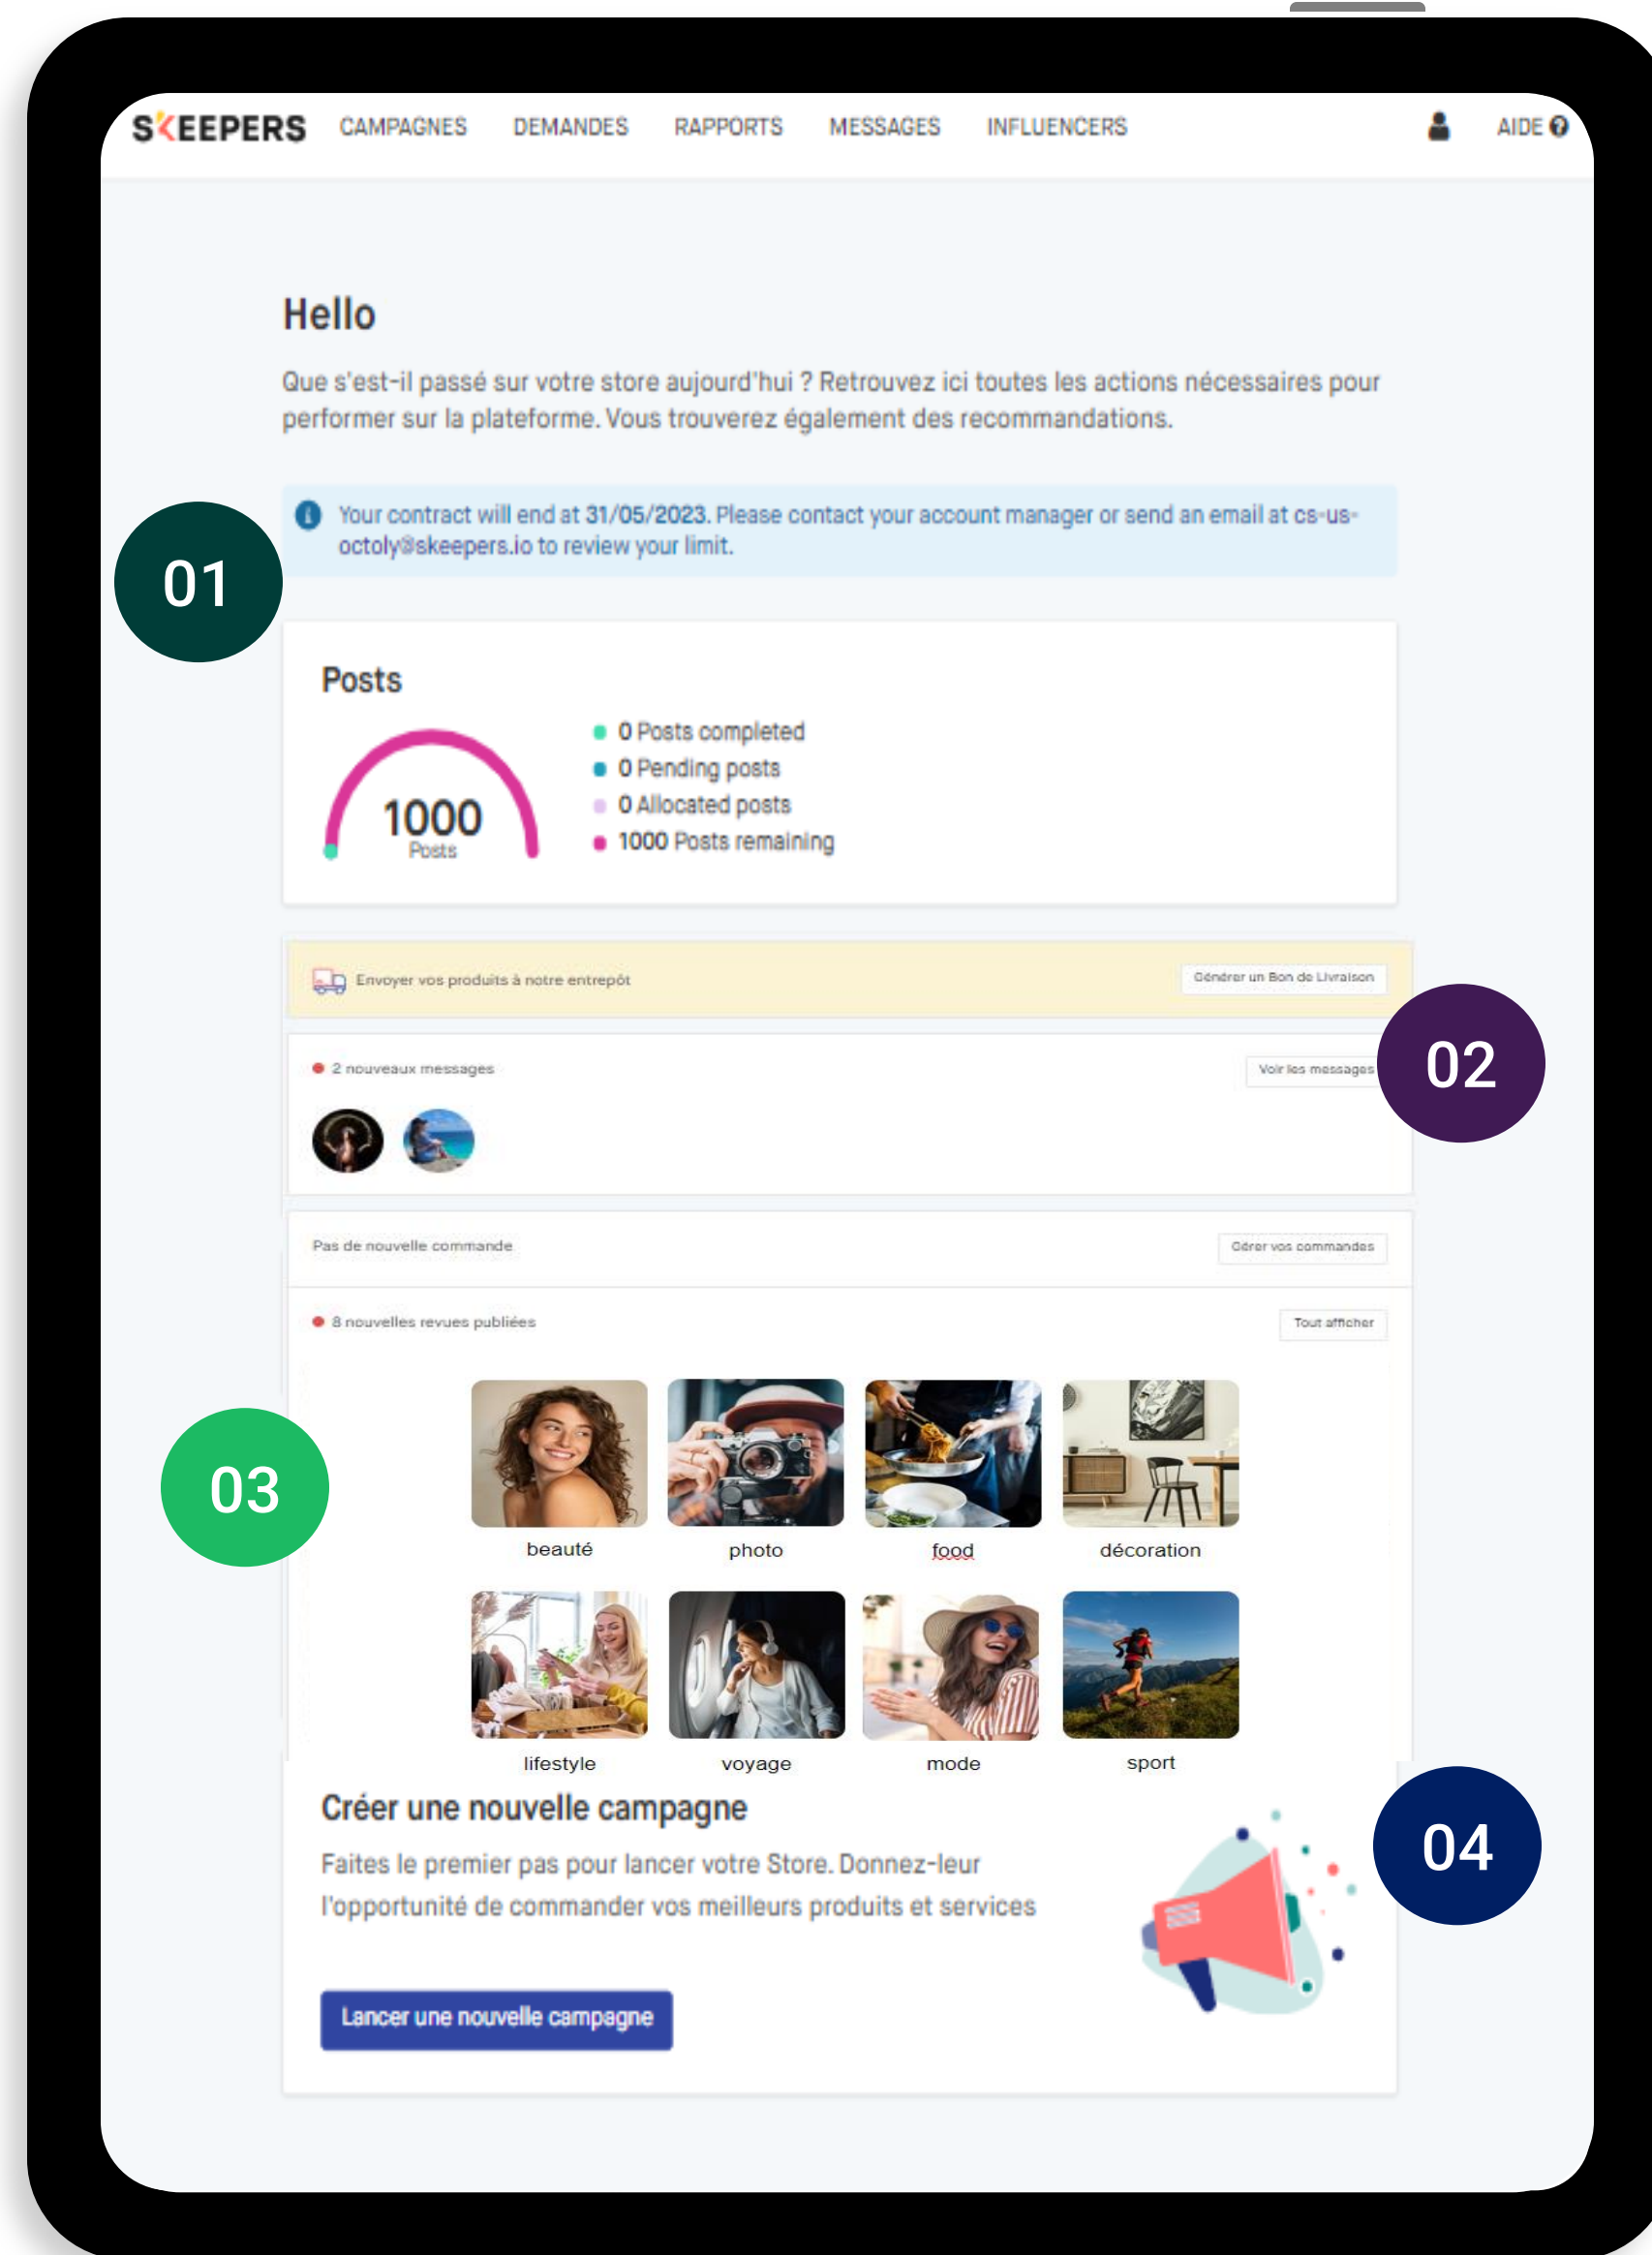 SKEEPERS CAMPAGNES DEMANDES RAPPORTS MESSAGES INFLUENCERS AIDE
Hello
Que s'est-il passé sur votre store aujourd'hui ? Retrouvez ici toutes les actions nécessaires pour
performer sur la plateforme. Vous trouverez également des recommandations.
Your contract will end at 31/05/2023. Please contact your account manager or send an email at cs-us-
octoly@skeepers.io to review your limit.
01
Posts
1000
Posts
0 Posts completed
0 Pending posts
0 Allocated posts
1000 Posts remaining
Envoyer vos produits à notre entrepôt
Générer un Bon de Livraison
02
2 nouveaux messages
Voir les messages
Pas de nouvelle commande
Gérer vos commandes
8 nouvelles revues publiées
Tout afficher
03
beauté photo food décoration
lifestyle voyage mode sport
Créer une nouvelle campagne
04
Faites le premier pas pour lancer votre Store. Donnez-leur
l'opportunité de commander vos meilleurs produits et services
Lancer une nouvelle campagne